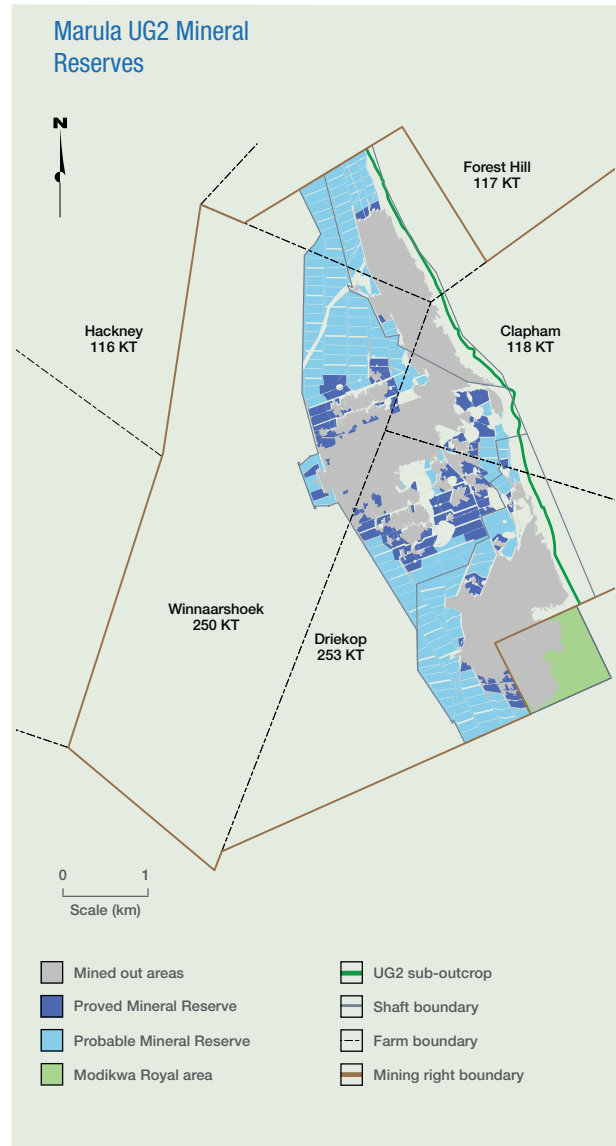 Marula UG2 Mineral
Reserves
N
Forest Hill
117 KT
Hackney
116 KT
Clapham
118 KT
Winnaarshoek
250 KT
Driekop
253 KT
0 1
Scale (km)
Mined out areas
Proved Mineral Reserve
Probable Mineral Reserve
Modikwa Royal area
UG2 sub-outcrop
Shaft boundary
Farm boundary
Mining right boundary